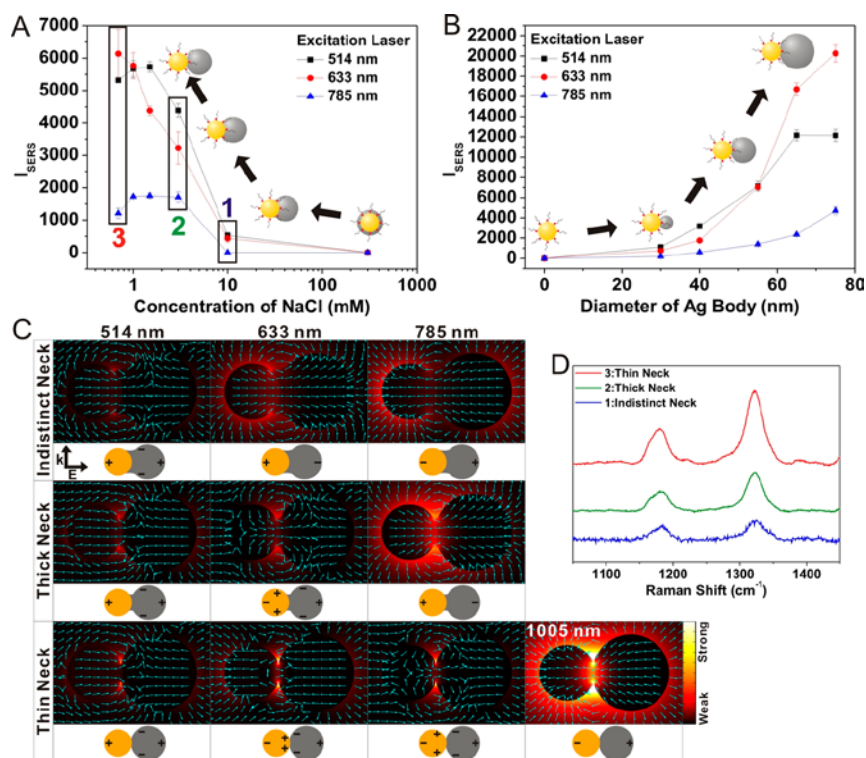 A
7000
6000
5000
4000
3000
2000
1000
0
I_SERS
Excitation Laser
514 nm
633 nm
785 nm
3
2
1
1
10
100
1000
Concentration of NaCl (mM)
B
22000
20000
18000
16000
14000
12000
10000
8000
6000
4000
2000
0
I_SERS
Excitation Laser
514 nm
633 nm
785 nm
0
20
40
60
80
Diameter of Ag Body (nm)
C
514 nm
633 nm
785 nm
Indistinct Neck
k
E
+ - - +
+ -
- +
Thick Neck
+ - - +
- + + - - +
+ -
Thin Neck
1005 nm
Strong
Weak
+ - - +
- + + - - +
- + + - - +
- +
D
3:Thin Neck
2:Thick Neck
1:Indistinct Neck
1100
1200
1300
1400
Raman Shift (cm⁻¹)